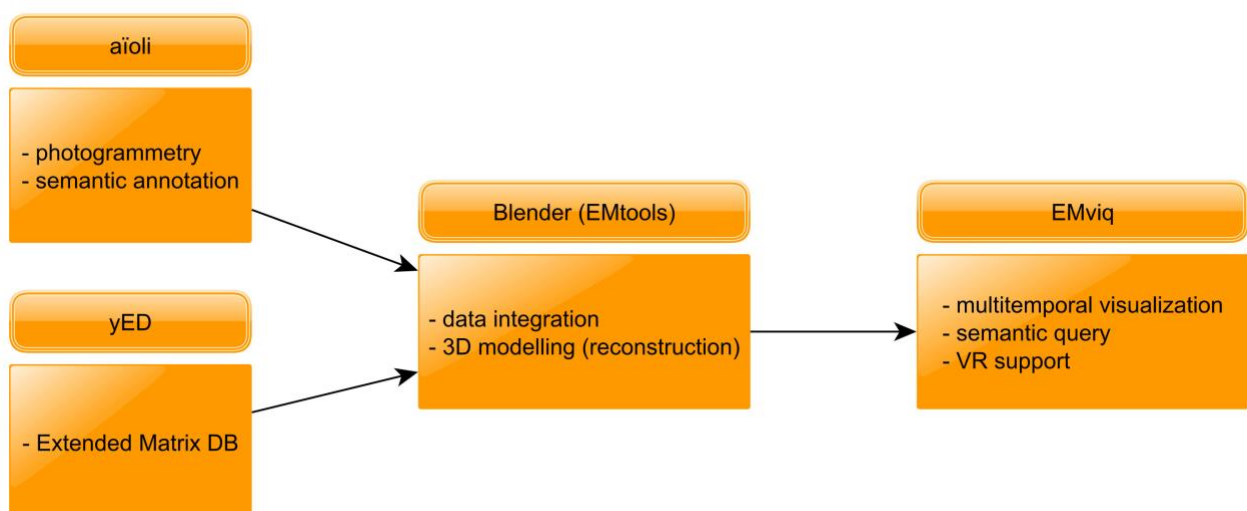 aïoli
- photogrammetry
- semantic annotation
yED
- Extended Matrix DB
Blender (EMtools)
- data integration
- 3D modelling (reconstruction)
EMviq
- multitemporal visualization
- semantic query
- VR support